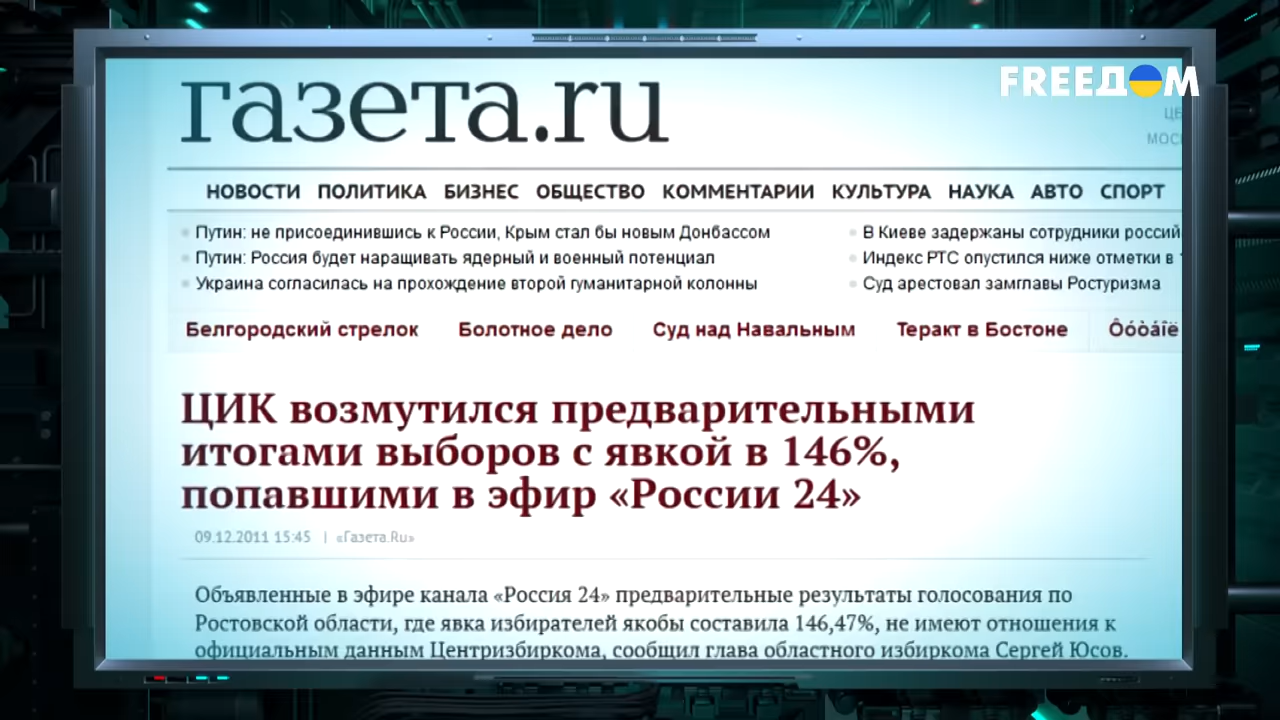 FREEДОМ
газета.ru
НОВОСТИ ПОЛИТИКА БИЗНЕС ОБЩЕСТВО КОММЕНТАРИИ КУЛЬТУРА НАУКА АВТО СПОРТ
Путин: не присоединившись к России, Крым стал бы новым Донбассом
В Киеве задержаны сотрудники россий
Путин: Россия будет наращивать ядерный и военный потенциал
Индекс РТС опустился ниже отметки в
Украина согласилась на прохождение второй гуманитарной колонны
Суд арестовал замглавы Ростуризма
Белгородский стрелок Болотное дело Суд над Навальным Теракт в Бостоне
ЦИК возмутился предварительными
итогами выборов с явкой в 146%,
попавшими в эфир «России 24»
09.12.2011 15:45 | «Газета.Ru»
Объявленные в эфире канала «Россия 24» предварительные результаты голосования по
Ростовской области, где явка избирателей якобы составила 146,47%, не имеют отношения к
официальным данным Центризбиркома, сообщил глава областного избиркома Сергей Юсов.